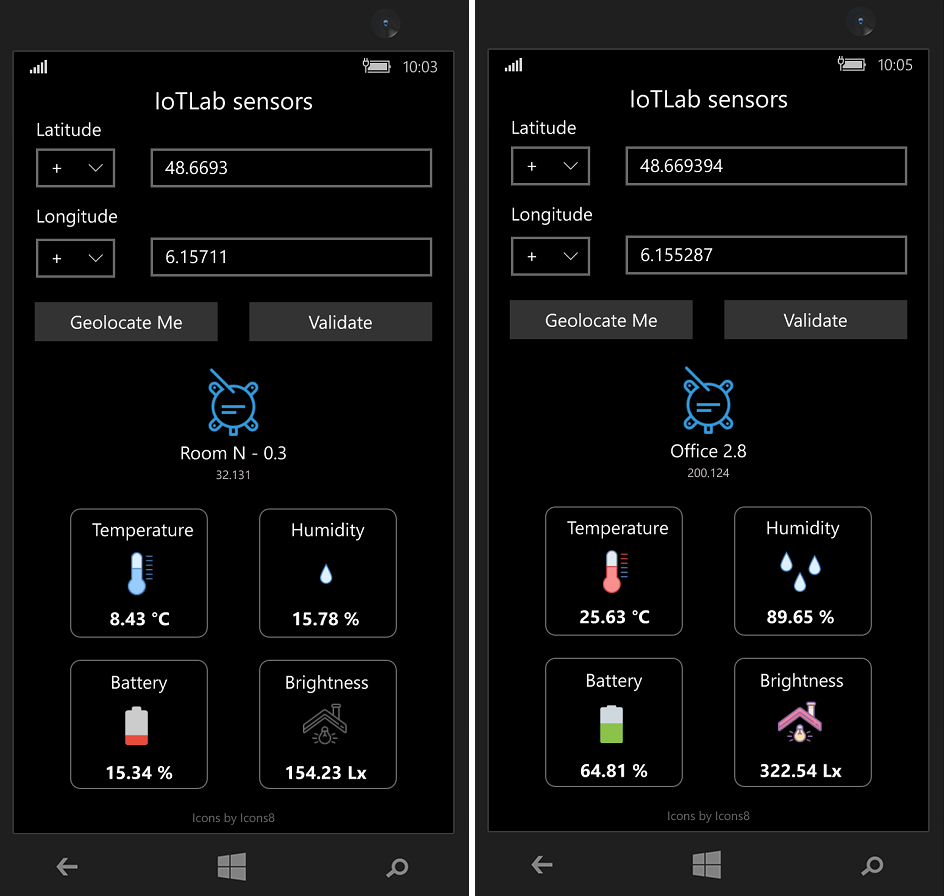 10:03
IoTLab sensors
Latitude
+ 48.6693
Longitude
+ 6.15711
Geolocate Me Validate
Room N - 0.3
32.131
Temperature Humidity
8.43 °C 15.78 %
Battery Brightness
15.34 % 154.23 Lx
Icons by Icons8
10:05
IoTLab sensors
Latitude
+ 48.669394
Longitude
+ 6.155287
Geolocate Me Validate
Office 2.8
200.124
Temperature Humidity
25.63 °C 89.65 %
Battery Brightness
64.81 % 322.54 Lx
Icons by Icons8